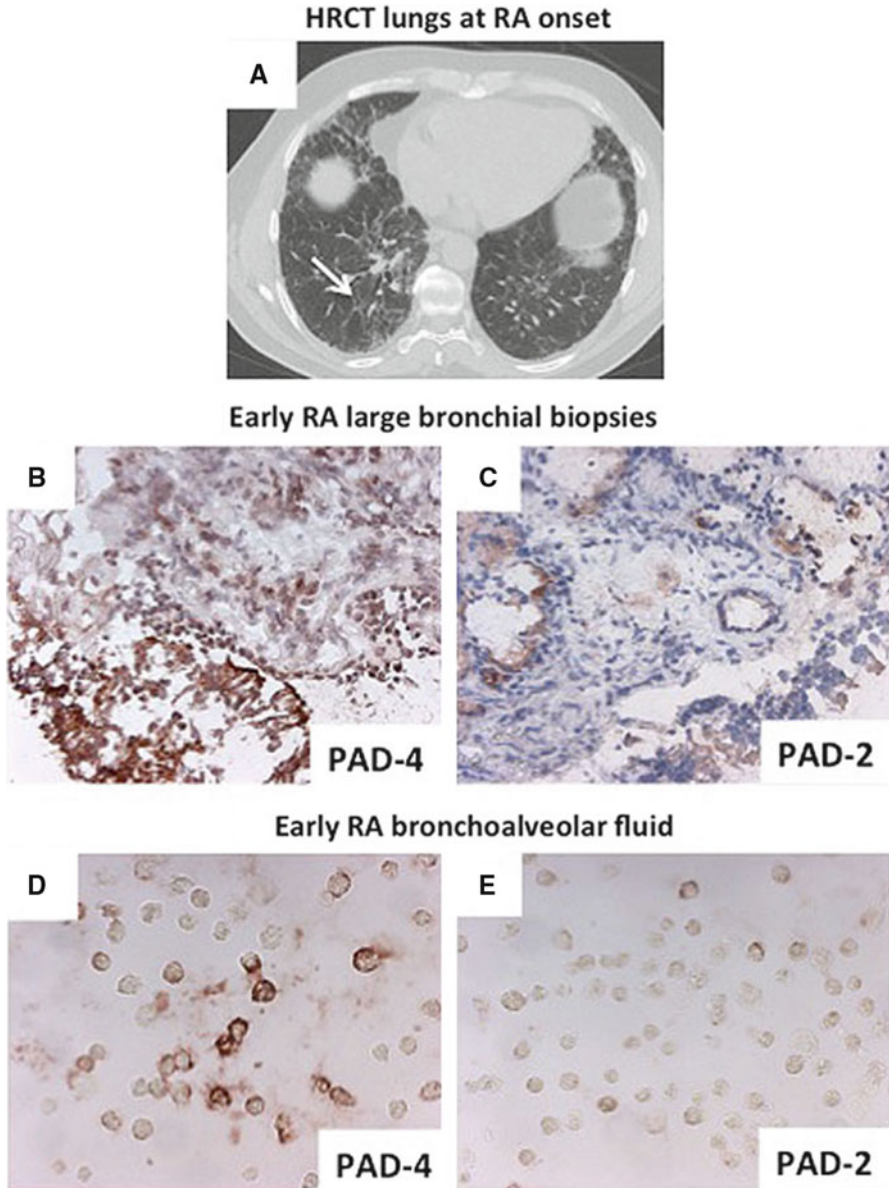 HRCT lungs at RA onset
A
Early RA large bronchial biopsies
B
C
PAD-4
PAD-2
Early RA bronchoalveolar fluid
D
E
PAD-4
PAD-2